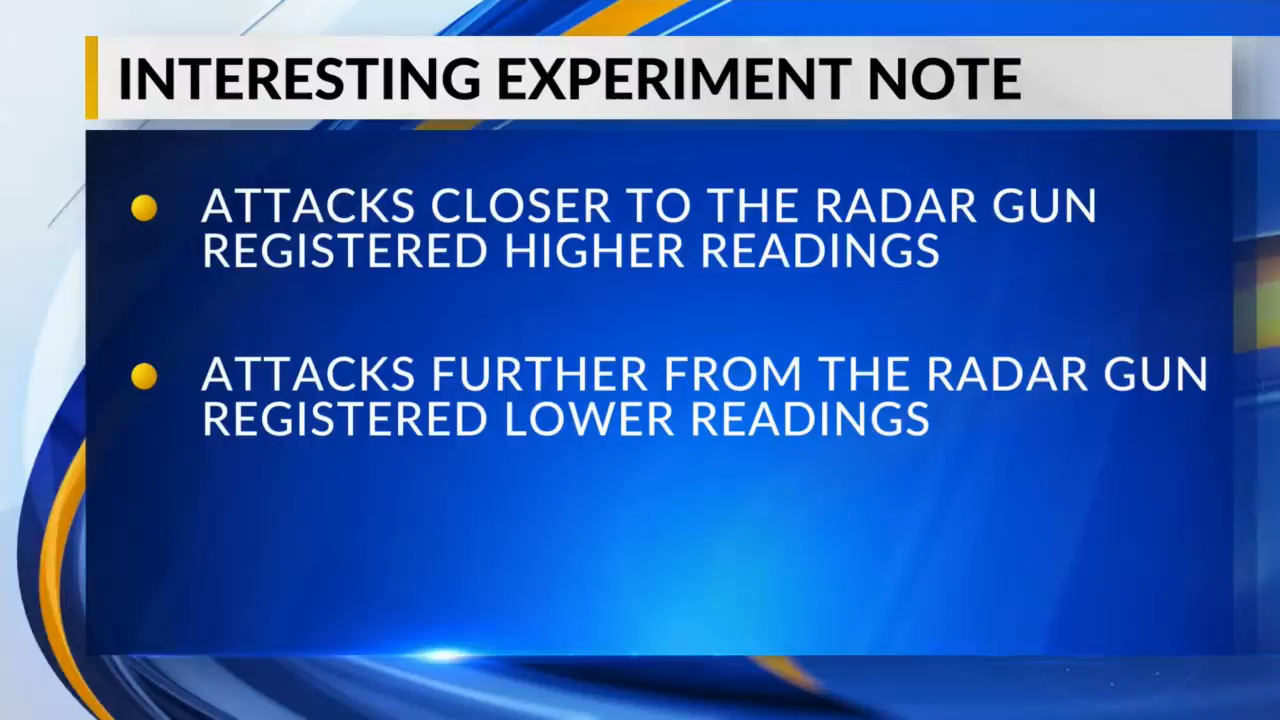 INTERESTING EXPERIMENT NOTE
ATTACKS CLOSER TO THE RADAR GUN
REGISTERED HIGHER READINGS
ATTACKS FURTHER FROM THE RADAR GUN
REGISTERED LOWER READINGS